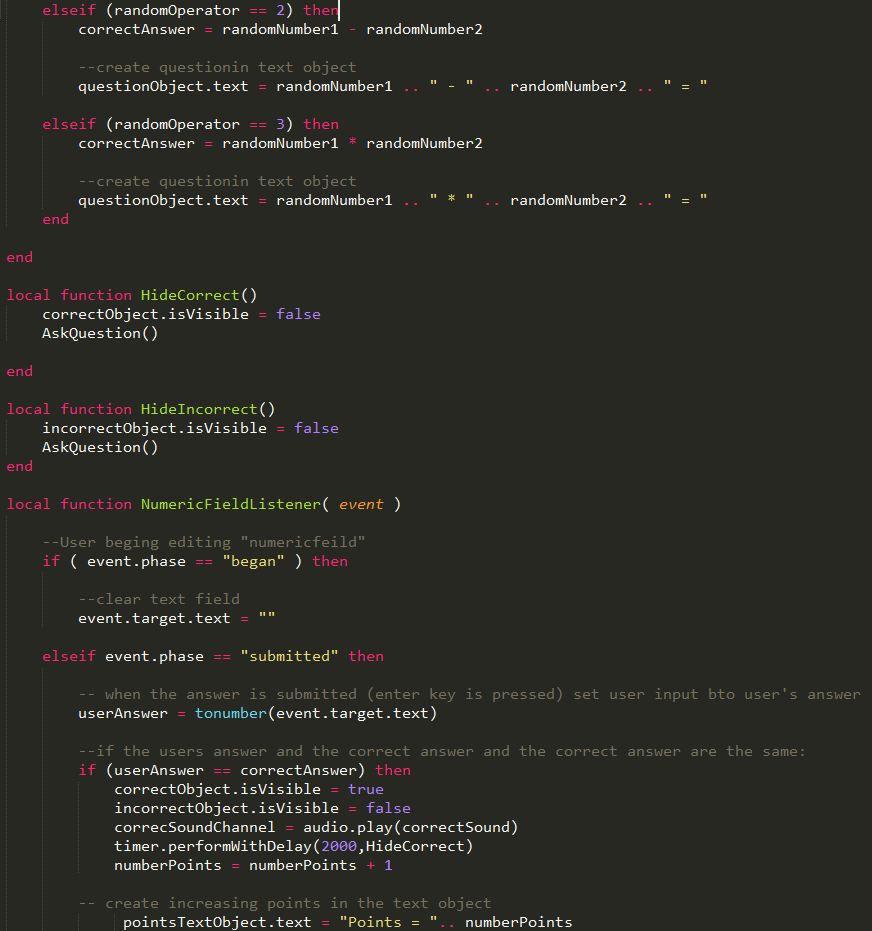 elseif (randomOperator == 2) then
correctAnswer = randomNumber1 - randomNumber2
--create questionin text object
questionObject.text = randomNumber1 .. " - " .. randomNumber2 .. " = "
elseif (randomOperator == 3) then
correctAnswer = randomNumber1 * randomNumber2
--create questionin text object
questionObject.text = randomNumber1 .. " * " .. randomNumber2 .. " = "
end
end
local function HideCorrect()
correctObject.isVisible = false
AskQuestion()
end
local function HideIncorrect()
incorrectObject.isVisible = false
AskQuestion()
end
local function NumericFieldListener( event )
--User beging editing "numericfeild"
if ( event.phase == "began" ) then
--clear text field
event.target.text = ""
elseif event.phase == "submitted" then
-- when the answer is submitted (enter key is pressed) set user input bto user's answer
userAnswer = tonumber(event.target.text)
--if the users answer and the correct answer and the correct answer are the same:
if (userAnswer == correctAnswer) then
correctObject.isVisible = true
incorrectObject.isVisible = false
correcSoundChannel = audio.play(correctSound)
timer.performWithDelay(2000,HideCorrect)
numberPoints = numberPoints + 1
-- create increasing points in the text object
pointsTextObject.text = "Points = ".. numberPoints